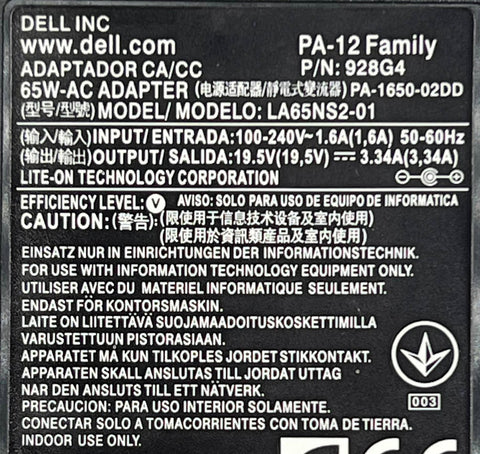 DELL INC
www.dell.com PA-12 Family
ADAPTADOR CA/CC P/N: 928G4
65W-AC ADAPTER (电源适配器/靜電式變流器) PA-1650-02DD
(型号/型號) MODEL/ MODELO: LA65NS2-01
(输入/輸入) INPUT/ ENTRADA:100-240V~1.6A(1,6A) 50-60Hz
(输出/輸出) OUTPUT/ SALIDA:19.5V(19,5V) ⎓ 3.34A(3,34A)
LITE-ON TECHNOLOGY CORPORATION
EFFICIENCY LEVEL: V AVISO: SOLO PARA USO DE EQUIPO DE INFORMATICA
CAUTION: (警告): (限使用于信息技术设备及室内使用)
(限使用於資訊類產品及室內使用)
EINSATZ NUR IN EINRICHTUNGEN DER INFORMATIONSTECHNIK.
FOR USE WITH INFORMATION TECHNOLOGY EQUIPMENT ONLY.
UTILISER AVEC DU MATERIEL INFORMATIQUE SEULEMENT.
ENDAST FÖR KONTORSMASKIN.
LAITE ON LIITETTÄVÄ SUOJAMAADOITUSKOSKETTIMILLA
VARUSTETTUUN PISTORASIAAN.
APPARATET MÅ KUN TILKOPLES JORDET STIKKONTAKT.
APPARATEN SKALL ANSLUTAS TILL JORDAT UTTAG
NAR DEN ANSLUTS TILL ETT NÄTVERK.
PRECAUCION: PARA USO INTERIOR SOLAMENTE.
CONECTAR SOLO A TOMACORRIENTES CON TOMA DE TIERRA.
INDOOR USE ONLY.
003